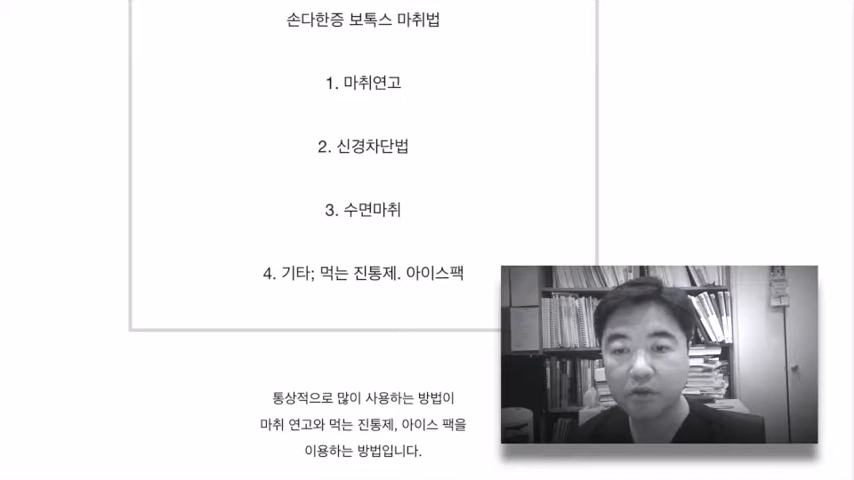 손다한증 보톡스 마취법
1. 마취연고
2. 신경차단법
3. 수면마취
4. 기타; 먹는 진통제. 아이스팩
통상적으로 많이 사용하는 방법이
마취 연고와 먹는 진통제, 아이스 팩을
이용하는 방법입니다.